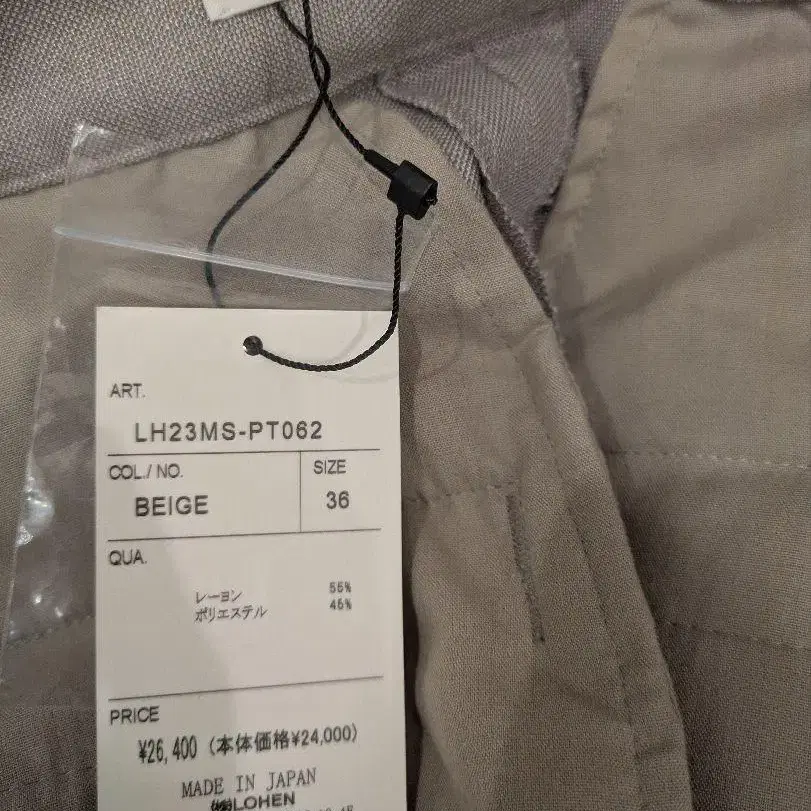 ART.
LH23MS-PT062
COL./ NO. SIZE
BEIGE 36
QUA.
レーヨン 55%
ポリエステル 45%
PRICE
¥26,400 (本体価格¥24,000)
MADE IN JAPAN
㈱LOHEN